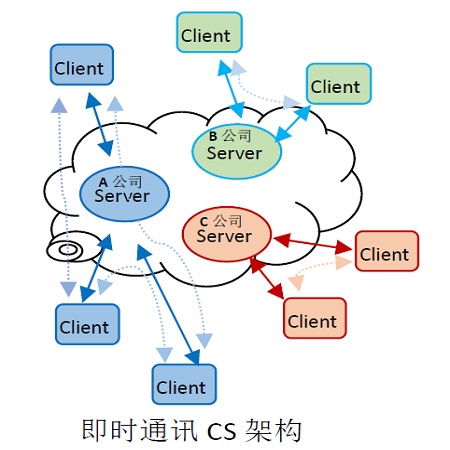 Client
Client
Client
B 公司
Server
A 公司
Server
C 公司
Server
Client
Client
Client
Client
即时通讯 CS 架构